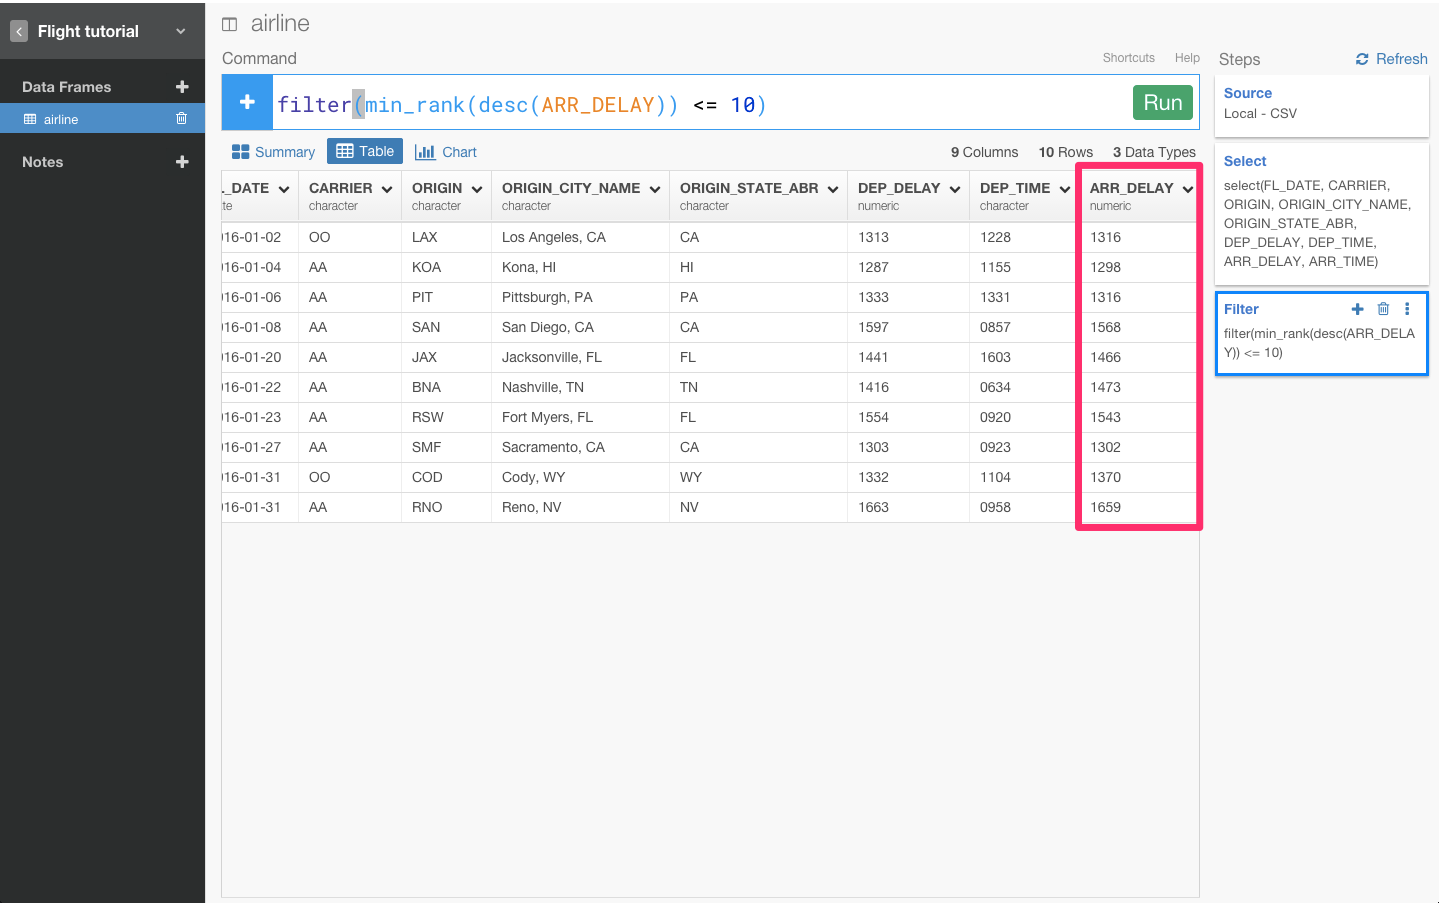 Flight tutorial
Data Frames
airline
Notes
airline
Command
Shortcuts Help
filter(min_rank(desc(ARR_DELAY)) <= 10)
Run
Summary Table Chart
9 Columns 10 Rows 3 Data Types
L_DATE CARRIER ORIGIN ORIGIN_CITY_NAME ORIGIN_STATE_ABR DEP_DELAY DEP_TIME ARR_DELAY
te character character character character numeric character numeric
16-01-02 OO LAX Los Angeles, CA CA 1313 1228 1316
16-01-04 AA KOA Kona, HI HI 1287 1155 1298
16-01-06 AA PIT Pittsburgh, PA PA 1333 1331 1316
16-01-08 AA SAN San Diego, CA CA 1597 0857 1568
16-01-20 AA JAX Jacksonville, FL FL 1441 1603 1466
16-01-22 AA BNA Nashville, TN TN 1416 0634 1473
16-01-23 AA RSW Fort Myers, FL FL 1554 0920 1543
16-01-27 AA SMF Sacramento, CA CA 1303 0923 1302
16-01-31 OO COD Cody, WY WY 1332 1104 1370
16-01-31 AA RNO Reno, NV NV 1663 0958 1659
Steps Refresh
Source
Local - CSV
Select
select(FL_DATE, CARRIER,
ORIGIN, ORIGIN_CITY_NAME,
ORIGIN_STATE_ABR,
DEP_DELAY, DEP_TIME,
ARR_DELAY, ARR_TIME)
Filter
filter(min_rank(desc(ARR_DELA
Y)) <= 10)